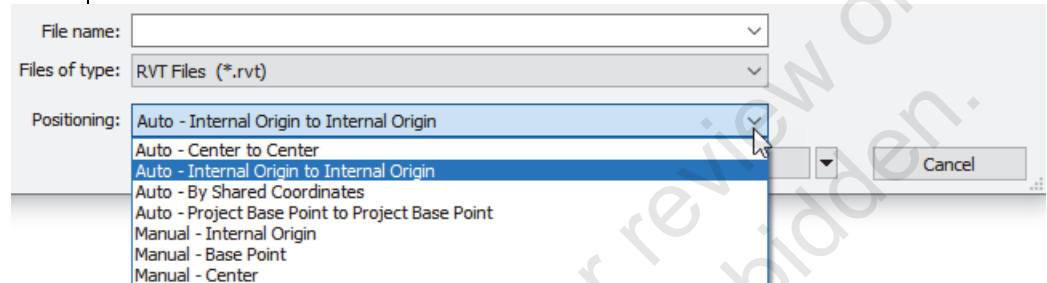 File name:
Files of type: RVT Files (*.rvt)
Positioning: Auto - Internal Origin to Internal Origin
Auto - Center to Center
Auto - Internal Origin to Internal Origin
Cancel
Auto - By Shared Coordinates
Auto - Project Base Point to Project Base Point
Manual - Internal Origin
Manual - Base Point
Manual - Center
r review o